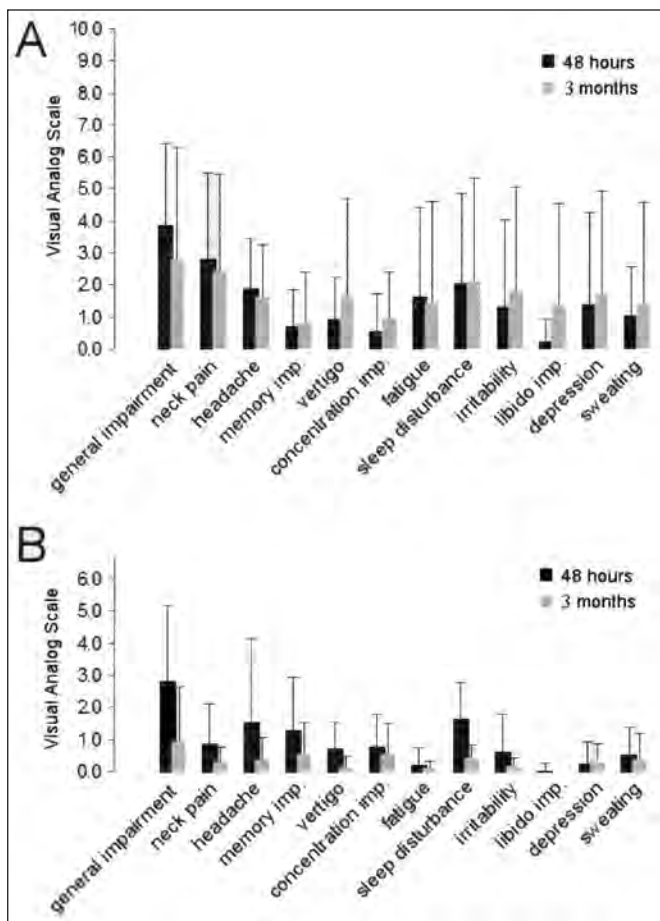 A
10.0
9.0
8.0
7.0
6.0
5.0
4.0
3.0
2.0
1.0
0.0
Visual Analog Scale
48 hours
3 months
general impairment
neck pain
headache
memory imp.
vertigo
concentration imp.
fatigue
sleep disturbance
irritability
libido imp.
depression
swealing
B
6.0
5.0
4.0
3.0
2.0
1.0
0.0
Visual Analog Scale
48 hours
3 months
general impairment
neck pain
headache
memory imp.
vertigo
concentration imp.
fatigue
sleep disturbance
irritability
libido imp.
depression
swealing